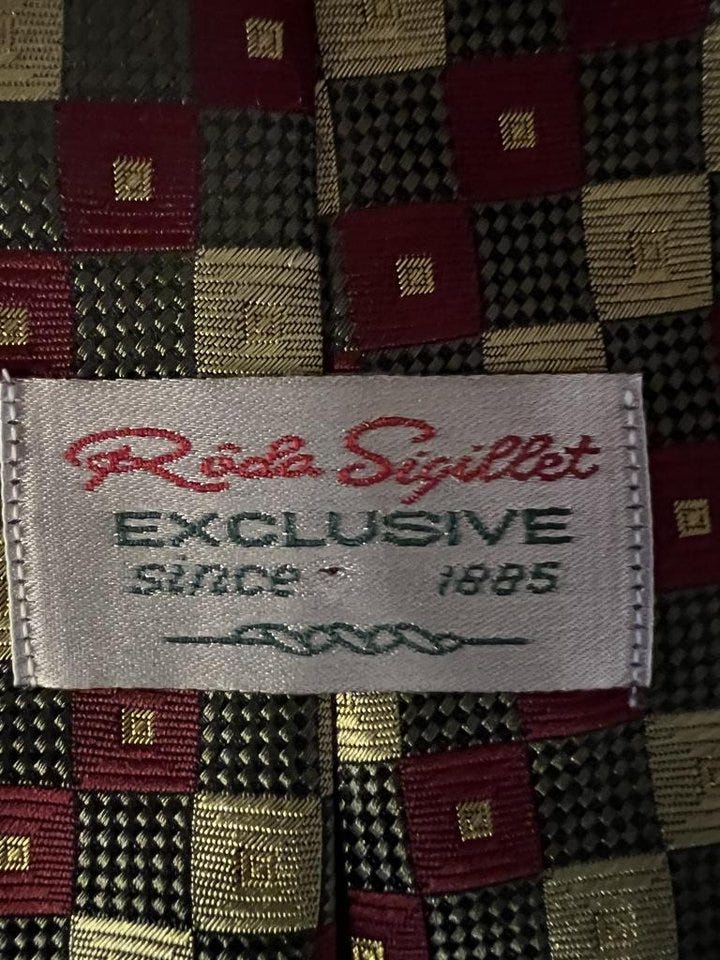 Röda Sigillet
EXCLUSIVE
since - 1885